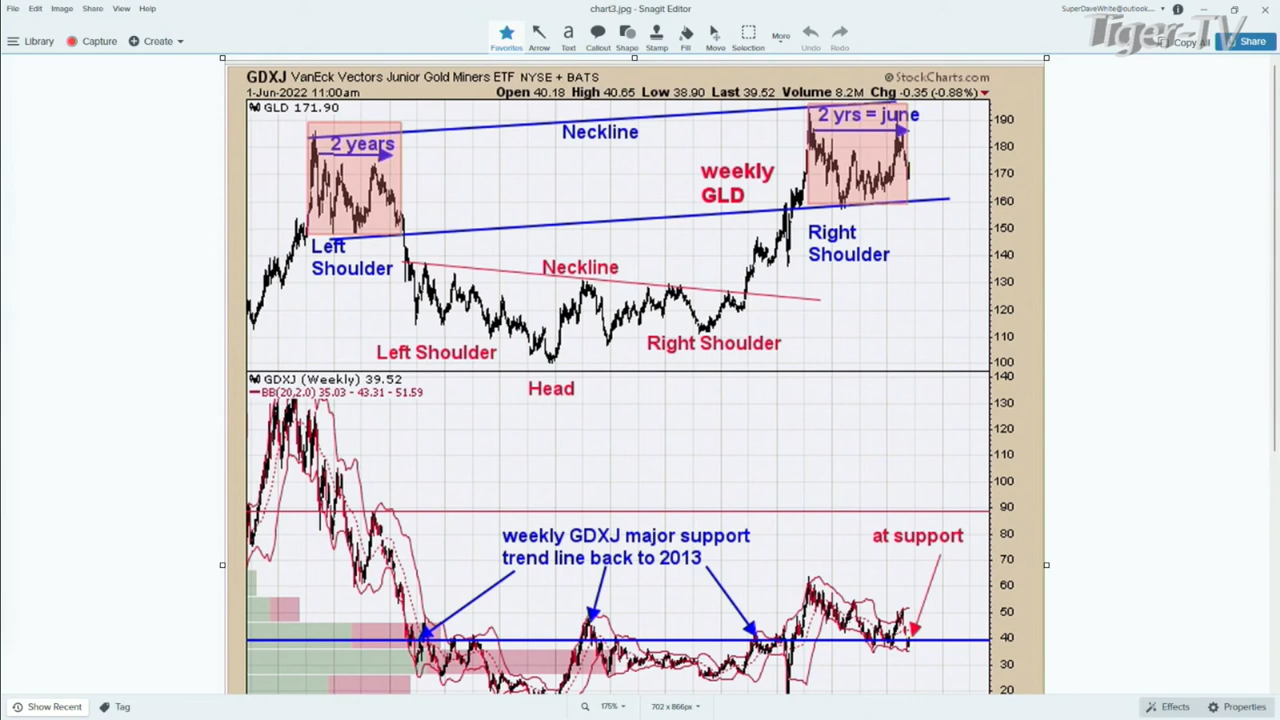 chart3.jpg - Snagit Editor
File Edit Image Share View Help
SuperDaveWhite@outlook....
Tiger-TV
Library Capture Create
Favorites Arrow Text Callout Shape Stamp Fill Move Selection More Undo Redo
Copy All Share
GDXJ VanEck Vectors Junior Gold Miners ETF NYSE + BATS
© StockCharts.com
1-Jun-2022 11:00am
Open 40.18 High 40.65 Low 38.90 Last 39.52 Volume 8.2M Chg -0.35 (-0.88%)
GLD 171.90
2 yrs = june
Neckline
2 years
weekly
GLD
Left
Shoulder
Right
Shoulder
Neckline
Left Shoulder
Right Shoulder
Head
190
180
170
160
150
140
130
120
110
100
GDXJ (Weekly) 39.52
BB(20,2.0) 35.03 - 43.31 - 51.59
weekly GDXJ major support
trend line back to 2013
at support
140
130
120
110
100
90
80
70
60
50
40
30
20
Show Recent Tag
175% 702 x 866px
Effects Properties